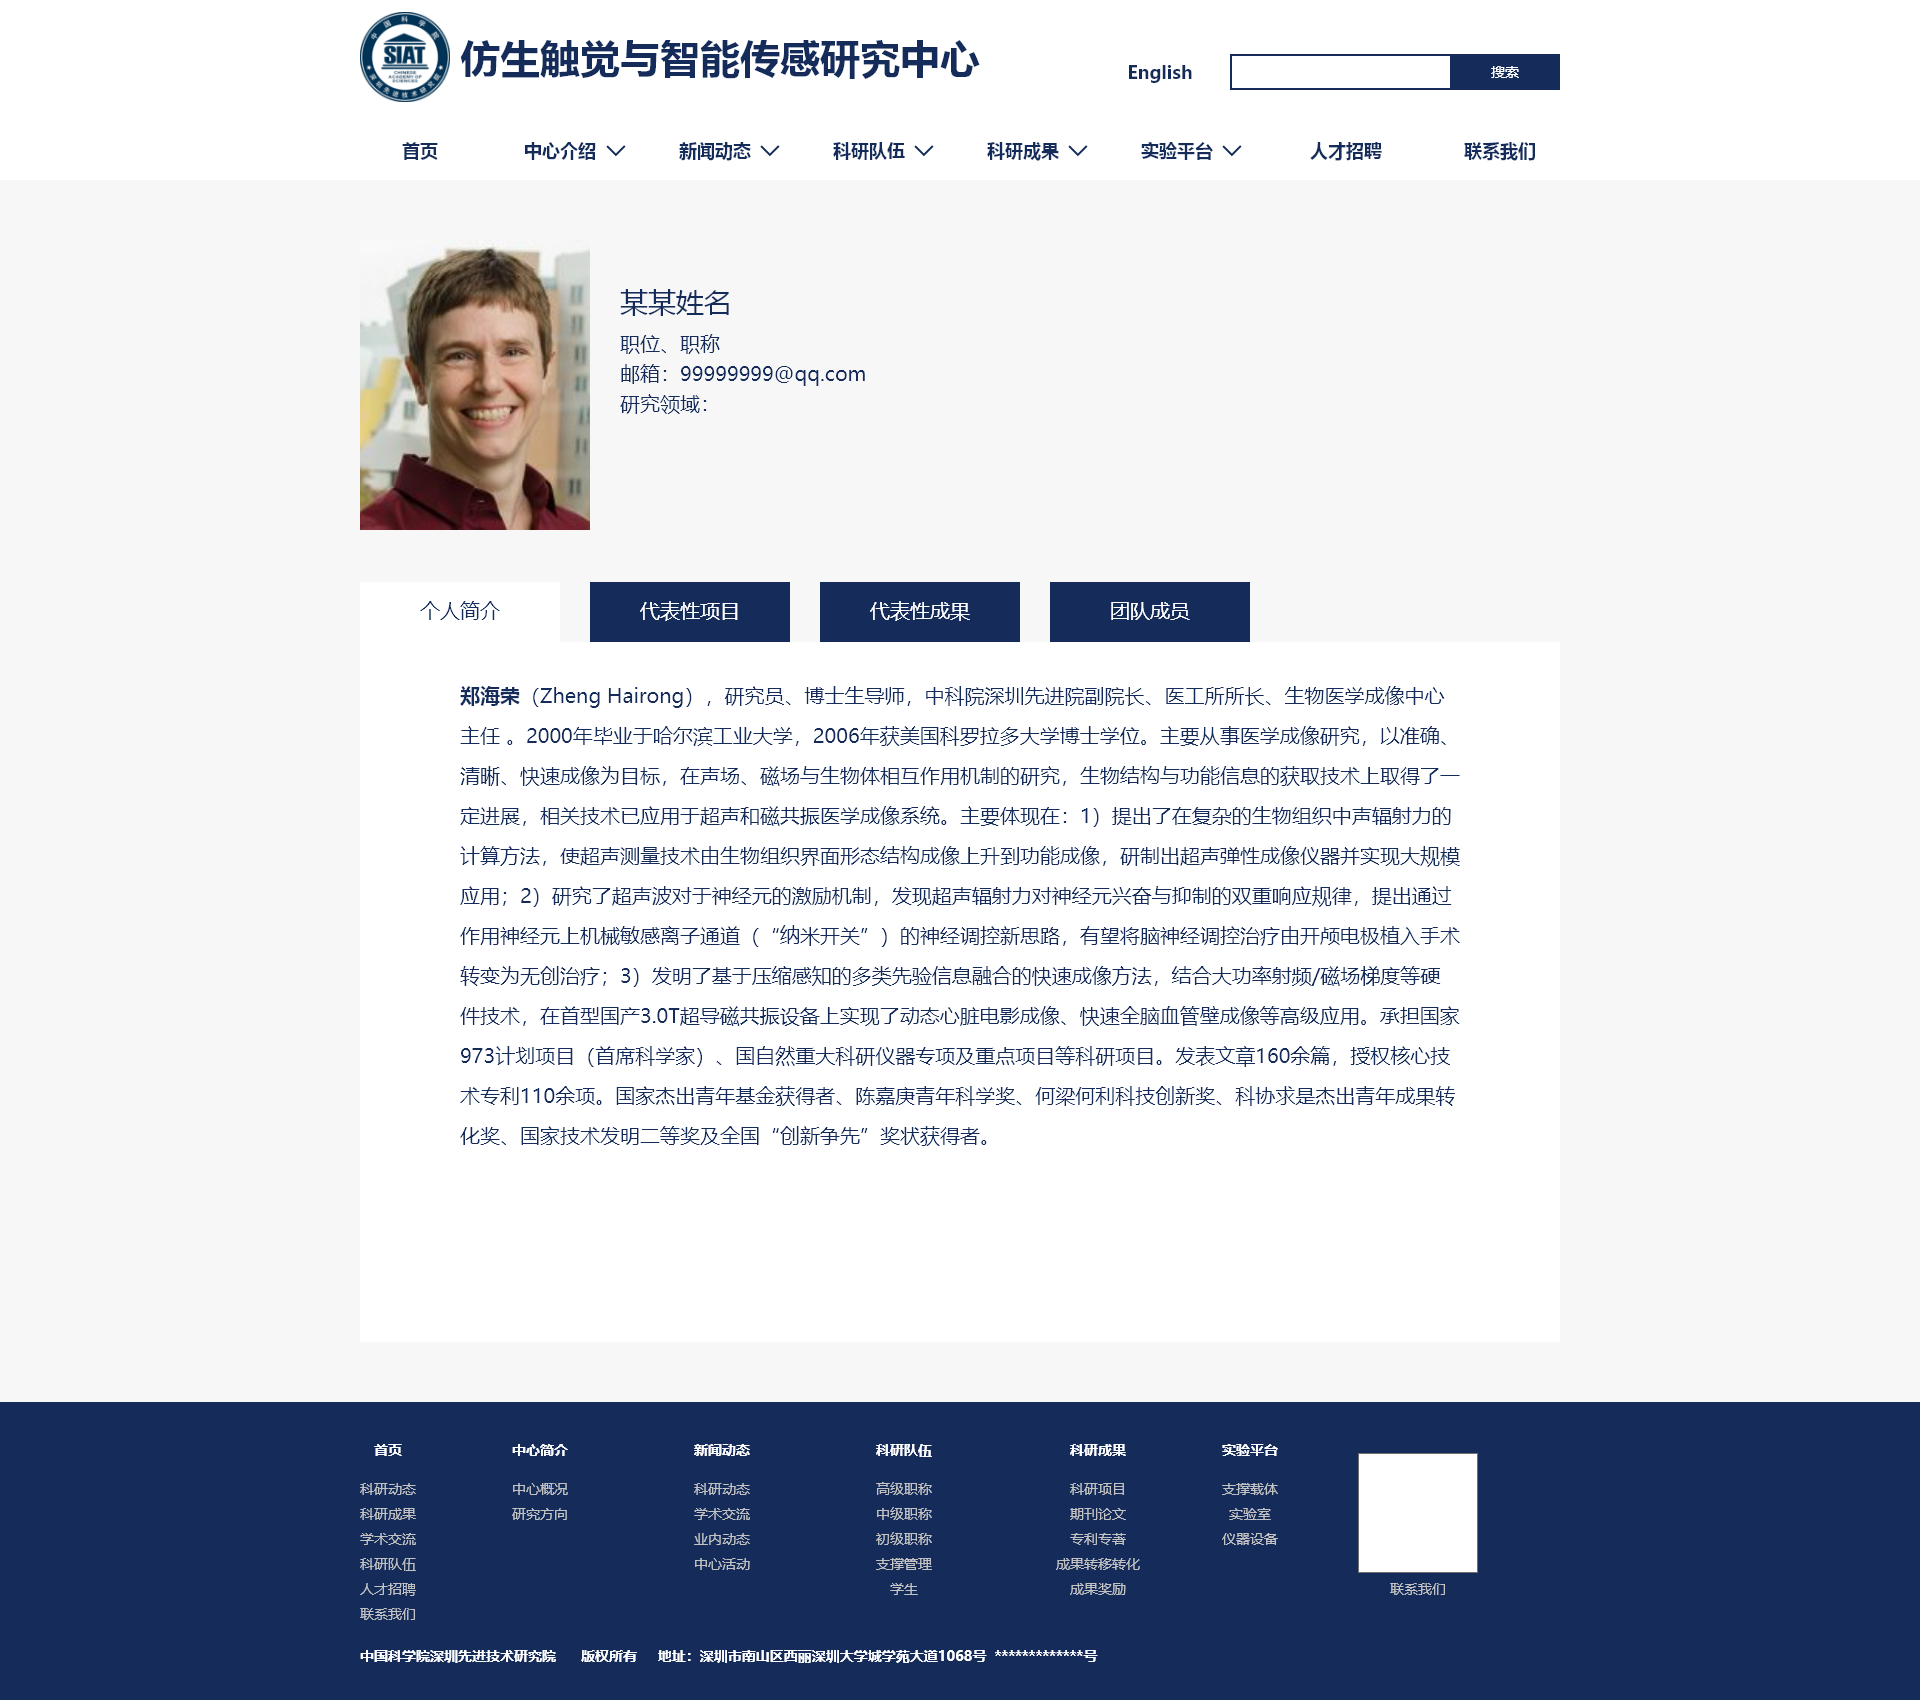 SIAT
CHINESE
ACADEMY OF
SCIENCES
仿生触觉与智能传感研究中心
English
搜索
首页 中心介绍 新闻动态 科研队伍 科研成果 实验平台 人才招聘 联系我们
某某姓名
职位、职称
邮箱：99999999@qq.com
研究领域：
个人简介 代表性项目 代表性成果 团队成员
郑海荣（Zheng Hairong），研究员、博士生导师，中科院深圳先进院副院长、医工所所长、生物医学成像中心
主任 。2000年毕业于哈尔滨工业大学，2006年获美国科罗拉多大学博士学位。主要从事医学成像研究，以准确、
清晰、快速成像为目标，在声场、磁场与生物体相互作用机制的研究，生物结构与功能信息的获取技术上取得了一
定进展，相关技术已应用于超声和磁共振医学成像系统。主要体现在：1）提出了在复杂的生物组织中声辐射力的
计算方法，使超声测量技术由生物组织界面形态结构成像上升到功能成像，研制出超声弹性成像仪器并实现大规模
应用；2）研究了超声波对于神经元的激励机制，发现超声辐射力对神经元兴奋与抑制的双重响应规律，提出通过
作用神经元上机械敏感离子通道（“纳米开关”）的神经调控新思路，有望将脑神经调控治疗由开颅电极植入手术
转变为无创治疗；3）发明了基于压缩感知的多类先验信息融合的快速成像方法，结合大功率射频/磁场梯度等硬
件技术，在首型国产3.0T超导磁共振设备上实现了动态心脏电影成像、快速全脑血管壁成像等高级应用。承担国家
973计划项目（首席科学家）、国自然重大科研仪器专项及重点项目等科研项目。发表文章160余篇，授权核心技
术专利110余项。国家杰出青年基金获得者、陈嘉庚青年科学奖、何梁何利科技创新奖、科协求是杰出青年成果转
化奖、国家技术发明二等奖及全国“创新争先”奖状获得者。
首页 中心简介 新闻动态 科研队伍 科研成果 实验平台
科研动态 中心概况 科研动态 高级职称 科研项目 支撑载体
科研成果 研究方向 学术交流 中级职称 期刊论文 实验室
学术交流 业内动态 初级职称 专利专著 仪器设备
科研队伍 中心活动 支撑管理 成果转移转化
人才招聘 学生 成果奖励 联系我们
联系我们
中国科学院深圳先进技术研究院 版权所有 地址：深圳市南山区西丽深圳大学城学苑大道1068号 *************号